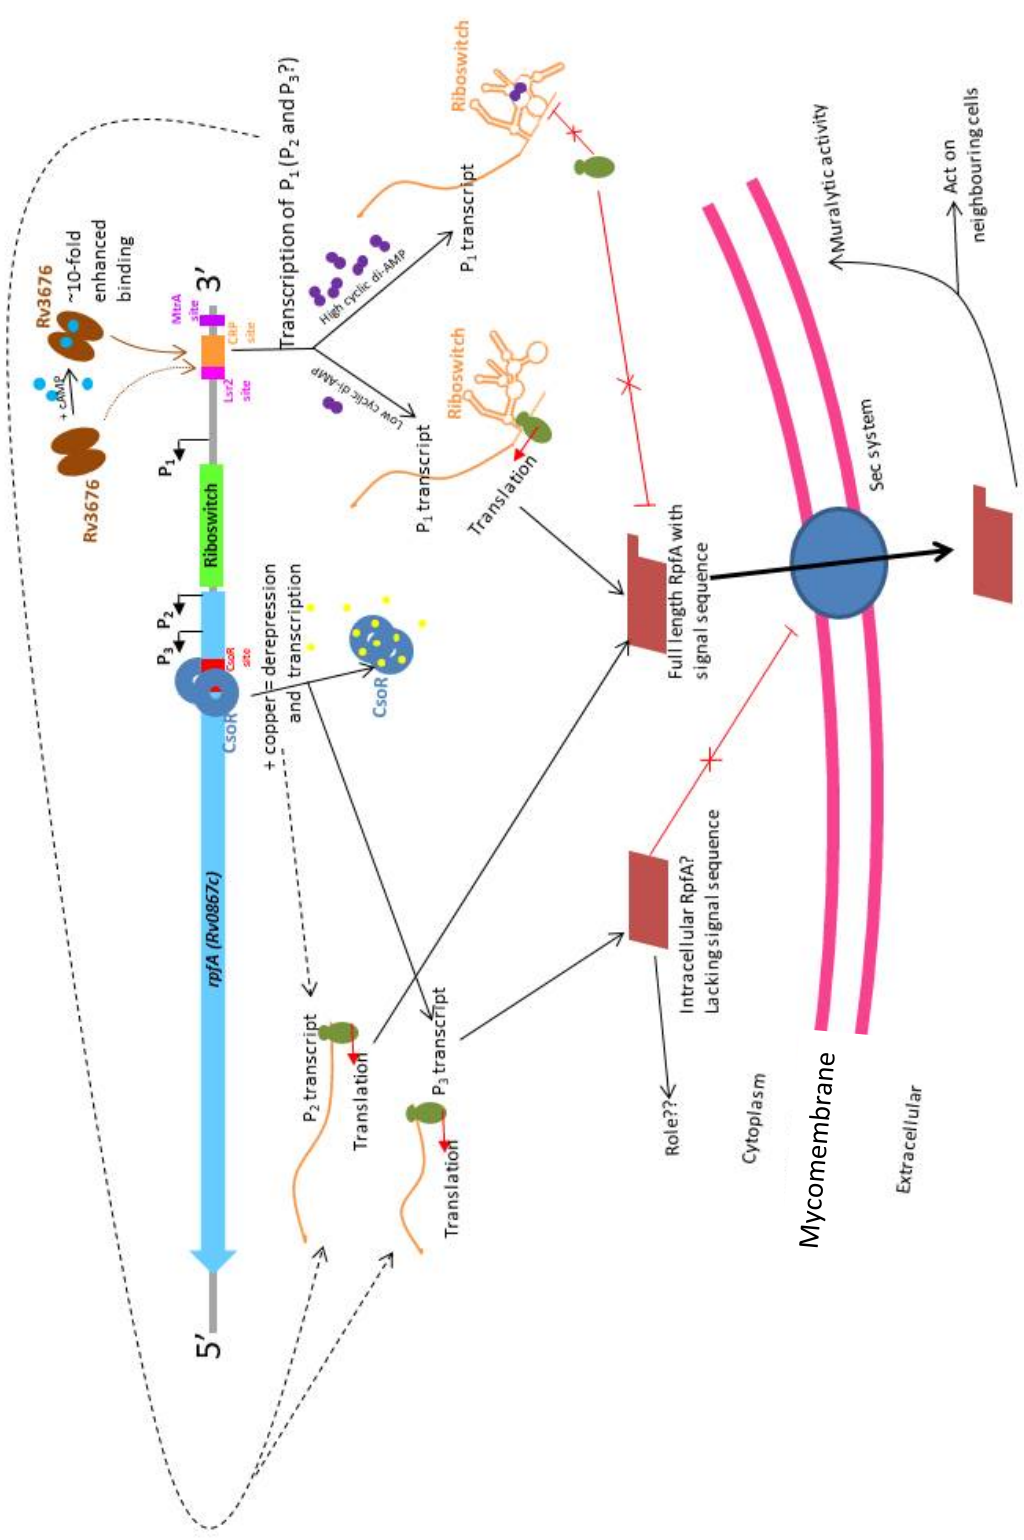 Rv3676
+ cAMP
Rv3676
~10-fold
enhanced
binding
5’
rpfA (Rv0867c)
CsoR
CsoR
site
P3
P2
Riboswitch
P1
Lsr2
site
CRP
site
MtrA
site
3’
+ copper = derepression
and transcription
CsoR
Transcription of P1 (P2 and P3?)
Low cyclic di-AMP
High cyclic di-AMP
P2 transcript
Translation
P3 transcript
Translation
P1 transcript
Riboswitch
Translation
P1 transcript
Riboswitch
Role??
Intracellular RpfA?
Lacking signal sequence
Full length RpfA with
signal sequence
Cytoplasm
Mycomembrane
Extracellular
Sec system
Muralytic activity
Act on
neighbouring cells